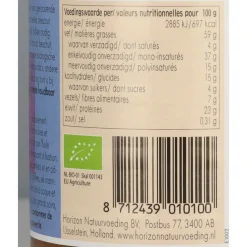 Voedingswaarde per/ valeurs nutritionnelles pour 100 g
energie / énergie 2885 kJ/697 kcal
vet/ matières grasses 59 g
waarvan verzadigd / dont saturés 4 g
enkelvoudig onverzadigd / mono-insaturés 37 g
meervoudig onverzadigd / polyinsaturés 15 g
koolhydraten / glucides 15 g
waarvan suikers / dont sucres 4 g
vezels/ fibres alimentaires 7 g
eiwitten / protéines 23 g
zout/ sel 0,31 g
NL-BIO-01 Skal 001143
EU Agriculture
8 712439 010100
Horizon Natuurvoeding BV, Postbus 77, 3400 AB
IJsselstein, Holland, www.horizonnatuurvoeding.nl